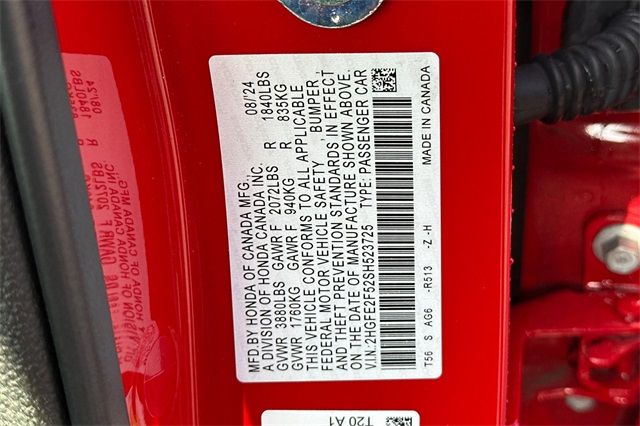 MFD.BY HONDA OF CANADA MFG., 08/24
A DIVISION OF HONDA CANADA INC.
GVWR 3880LBS GAWR F 2072LBS R 1840LBS
GVWR 1760KG GAWR F 940KG R 835KG
THIS VEHICLE CONFORMS TO ALL APPLICABLE
FEDERAL MOTOR VEHICLE SAFETY, BUMPER,
AND THEFT PREVENTION STANDARDS IN EFFECT
ON THE DATE OF MANUFACTURE SHOWN ABOVE.
V.I.N.:2HGFE2F52SH523725 TYPE: PASSENGER CAR
T56 S AG6 -R513 -Z -H MADE IN CANADA
T20 A1